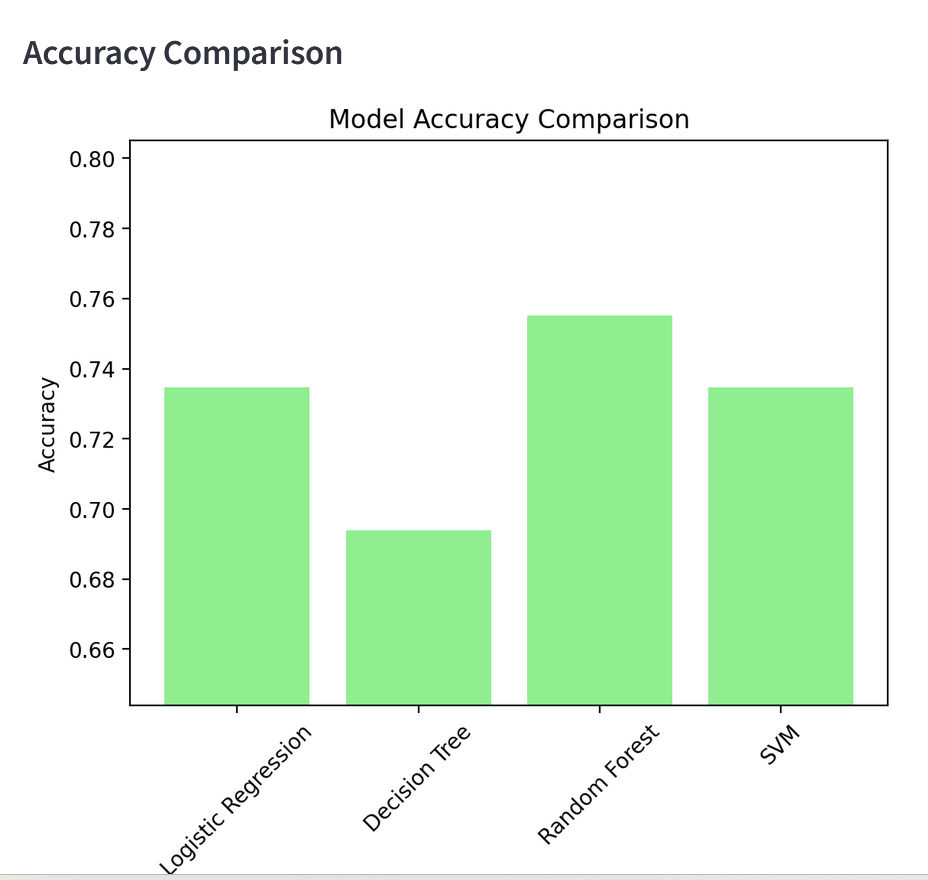 Accuracy Comparison
Model Accuracy Comparison
0.80
0.78
0.76
0.74
0.72
0.70
0.68
0.66
Accuracy
Logistic Regression
Decision Tree
Random Forest
SVM